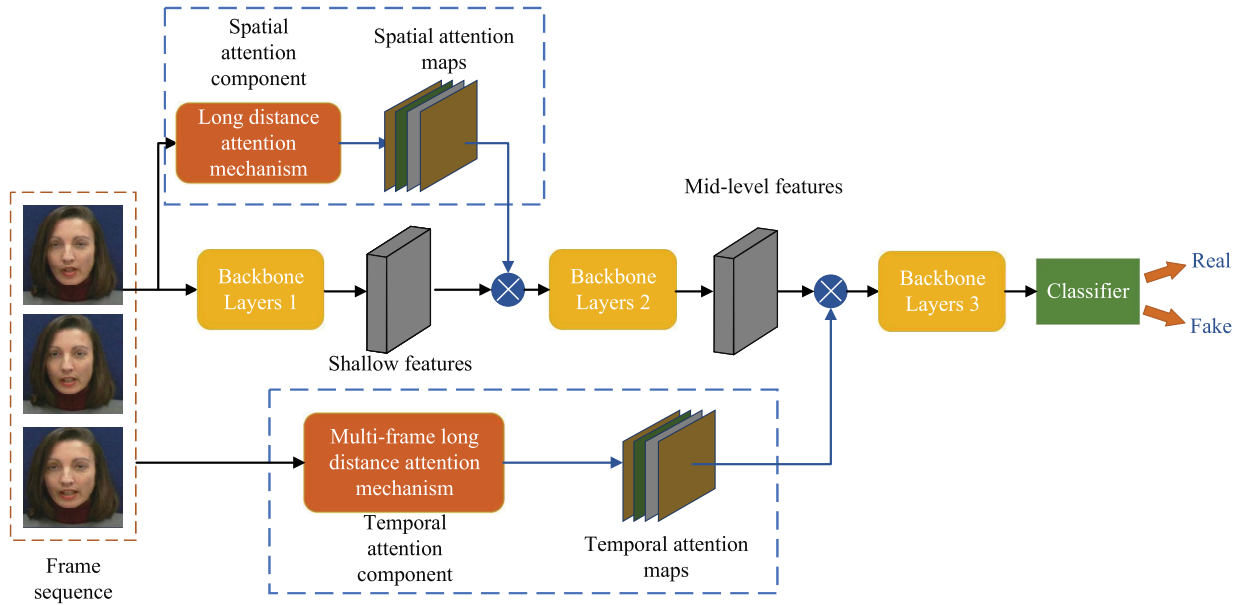 Spatial
attention
component
Spatial attention
maps
Long distance
attention
mechanism
Mid-level features
Backbone
Layers 1
Backbone
Layers 2
Backbone
Layers 3
Classifier
Real
Fake
Shallow features
Multi-frame long
distance attention
mechanism
Temporal
attention
component
Temporal attention
maps
Frame
sequence